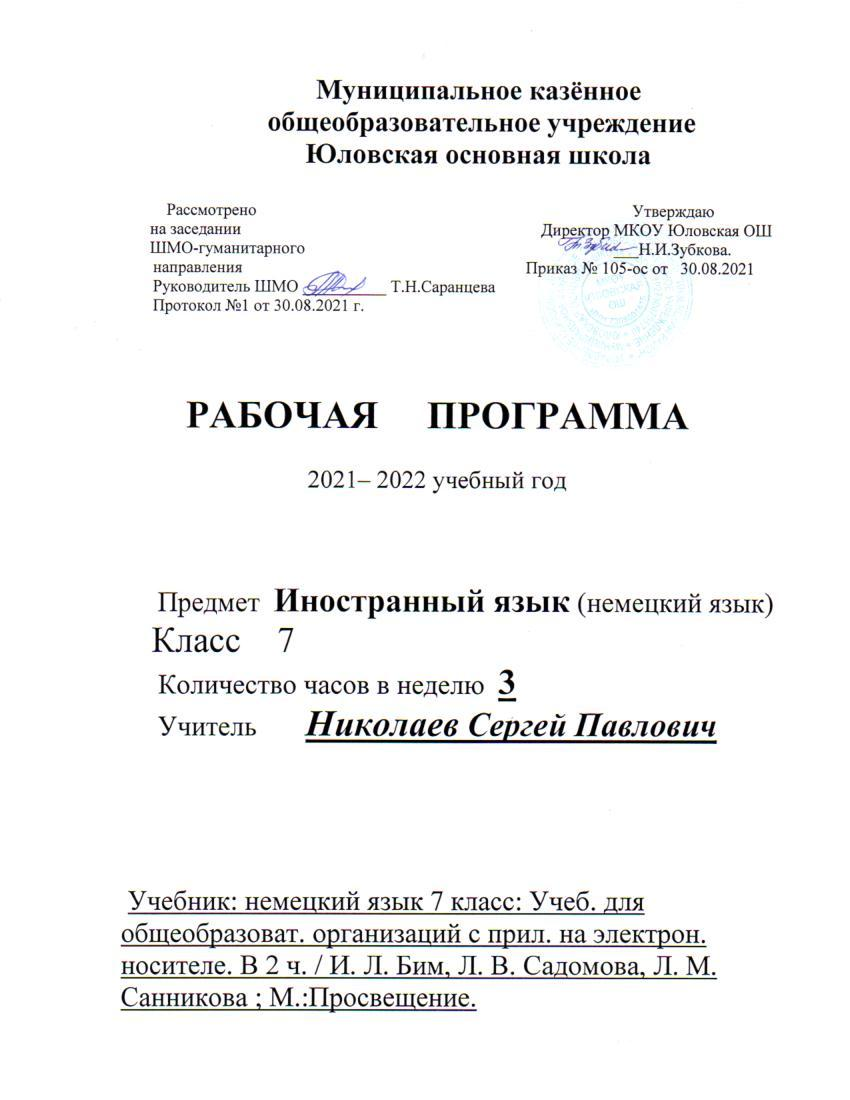 Муниципальное казённое
общеобразовательное учреждение
Юловская основная школа
Рассмотрено
на заседании
ШМО-гуманитарного
направления
Руководитель ШМО __________ Т.Н.Саранцева
Протокол №1 от 30.08.2021 г.
Утверждаю
Директор МКОУ Юловская ОШ
___Н.И.Зубкова.
Приказ № 105-ос от 30.08.2021
РАБОЧАЯ ПРОГРАММА
2021– 2022 учебный год
Предмет Иностранный язык (немецкий язык)
Класс 7
Количество часов в неделю 3
Учитель Николаев Сергей Павлович
Учебник: немецкий язык 7 класс: Учеб. для
общеобразоват. организаций с прил. на электрон.
носителе. В 2 ч. / И. Л. Бим, Л. В. Садомова, Л. М.
Санникова ; М.:Просвещение.